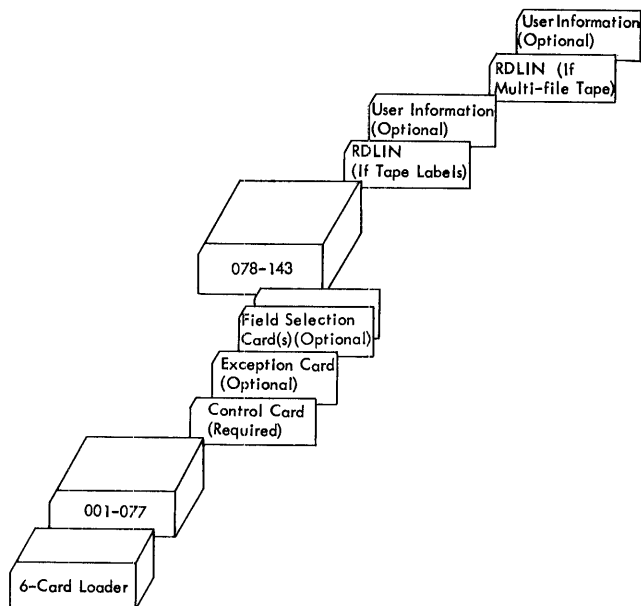 User Information
(Optional)
RDLIN (If
Multi-file Tape)
User Information
(Optional)
RDLIN
(If Tape Labels)
078-143
Field Selection
Card(s)(Optional)
Exception Card
(Optional)
Control Card
(Required)
001-077
6-Card Loader